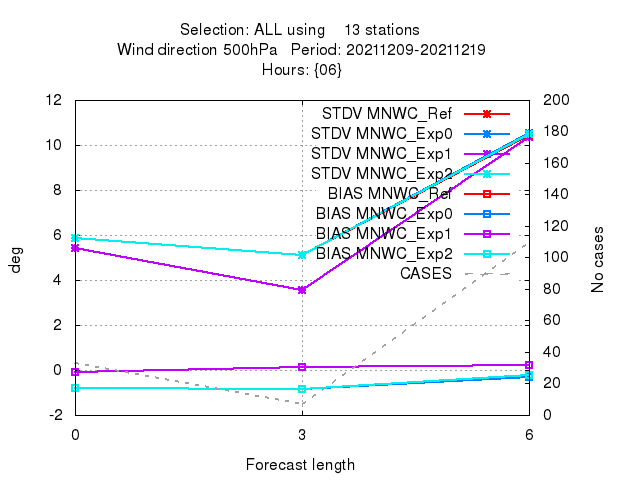 Selection: ALL using 13 stations
Wind direction 500hPa Period: 20211209-20211219
Hours: {06}
12
10
8
6
4
2
0
-2
deg
200
180
160
140
120
100
80
60
40
20
0
No cases
STDV MNWC_Ref
STDV MNWC_Exp0
STDV MNWC_Exp1
STDV MNWC_Exp2
BIAS MNWC_Ref
BIAS MNWC_Exp0
BIAS MNWC_Exp1
BIAS MNWC_Exp2
CASES
0 3 6
Forecast length